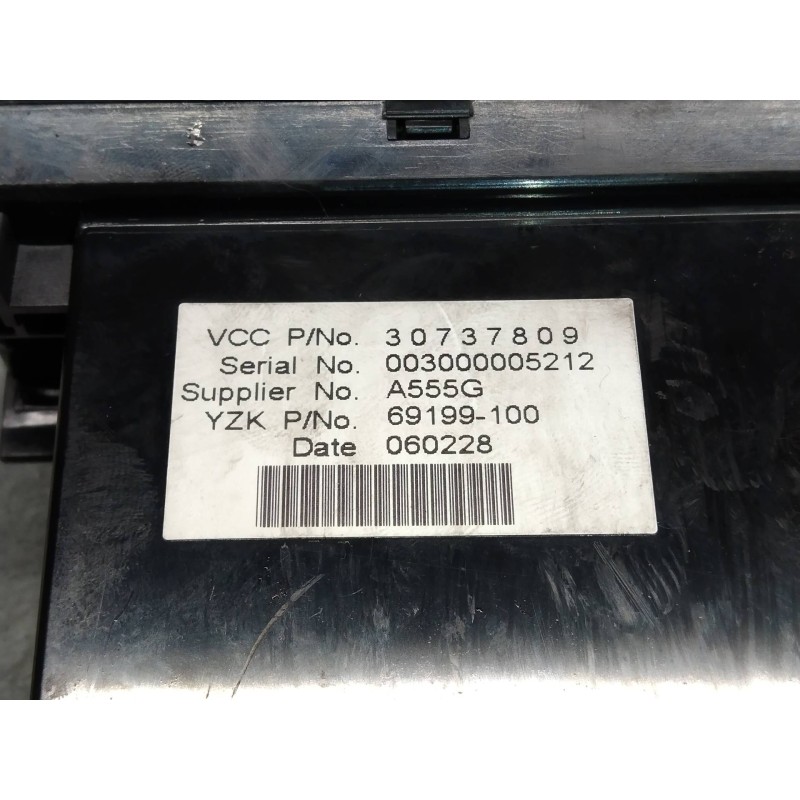 VCC P/No. 30737809
Serial No. 003000005212
Supplier No. A555G
YZK P/No. 69199-100
Date 060228